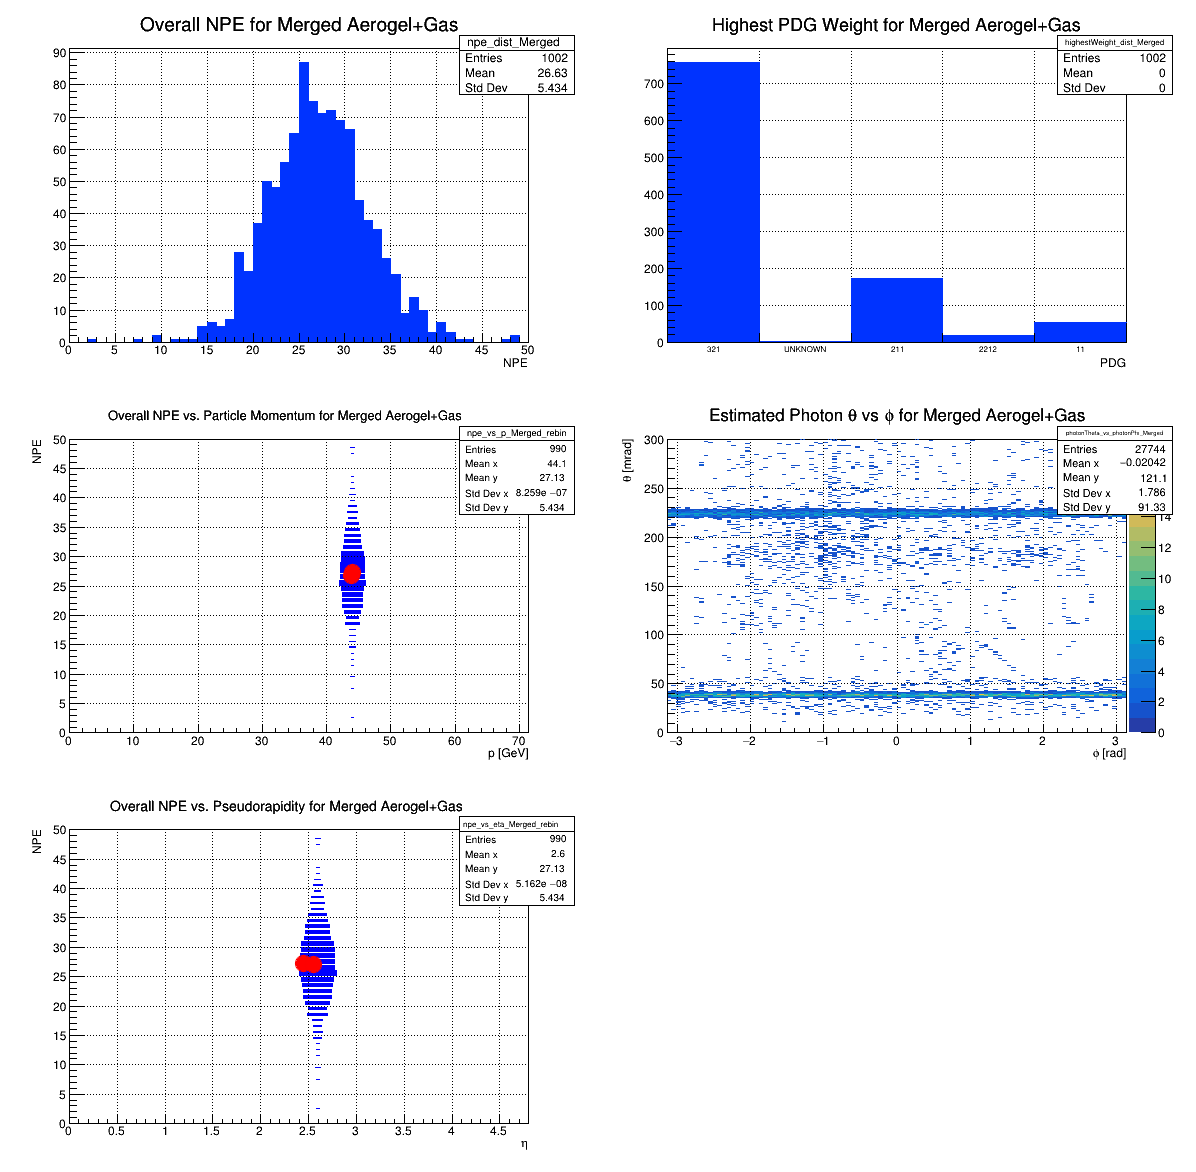 Overall NPE for Merged Aerogel+Gas
npe_dist_Merged
Entries 1002
Mean 26.63
Std Dev 5.434
90
80
70
60
50
40
30
20
10
0
0 5 10 15 20 25 30 35 40 45 50
NPE
Highest PDG Weight for Merged Aerogel+Gas
highestWeight_dist_Merged
Entries 1002
Mean 0
Std Dev 0
700
600
500
400
300
200
100
0
321 UNKNOWN 211 2212 11
PDG
Overall NPE vs. Particle Momentum for Merged Aerogel+Gas
NPE
npe_vs_p_Merged_rebin
Entries 990
Mean x 44.1
Mean y 27.13
Std Dev x 8.259e −07
Std Dev y 5.434
50
45
40
35
30
25
20
15
10
5
0
0 10 20 30 40 50 60 70
p [GeV]
Estimated Photon θ vs ϕ for Merged Aerogel+Gas
θ [mrad]
photonTheta_vs_photonPhi_Merged
Entries 27744
Mean x −0.02042
Mean y 121.1
Std Dev x 1.786
Std Dev y 91.33
300
250
200
150
100
50
0
−3 −2 −1 0 1 2 3
ϕ [rad]
14
12
10
8
6
4
2
0
Overall NPE vs. Pseudorapidity for Merged Aerogel+Gas
NPE
npe_vs_eta_Merged_rebin
Entries 990
Mean x 2.6
Mean y 27.13
Std Dev x 5.162e −08
Std Dev y 5.434
50
45
40
35
30
25
20
15
10
5
0
0 0.5 1 1.5 2 2.5 3 3.5 4 4.5
η